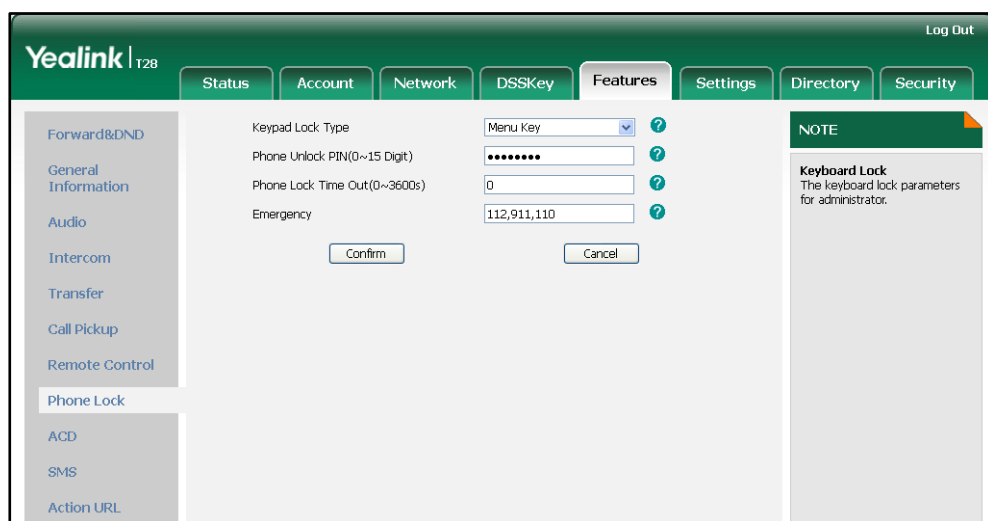 Log Out
Yealink T28
Status Account Network DSSKey Features Settings Directory Security
Forward&DND
General
Information
Audio
Intercom
Transfer
Call Pickup
Remote Control
Phone Lock
ACD
SMS
Action URL
Keypad Lock Type Menu Key ?
Phone Unlock PIN(0~15 Digit) •••••••• ?
Phone Lock Time Out(0~3600s) 0 ?
Emergency 112,911,110 ?
Confirm Cancel
NOTE
Keyboard Lock
The keyboard lock parameters
for administrator.